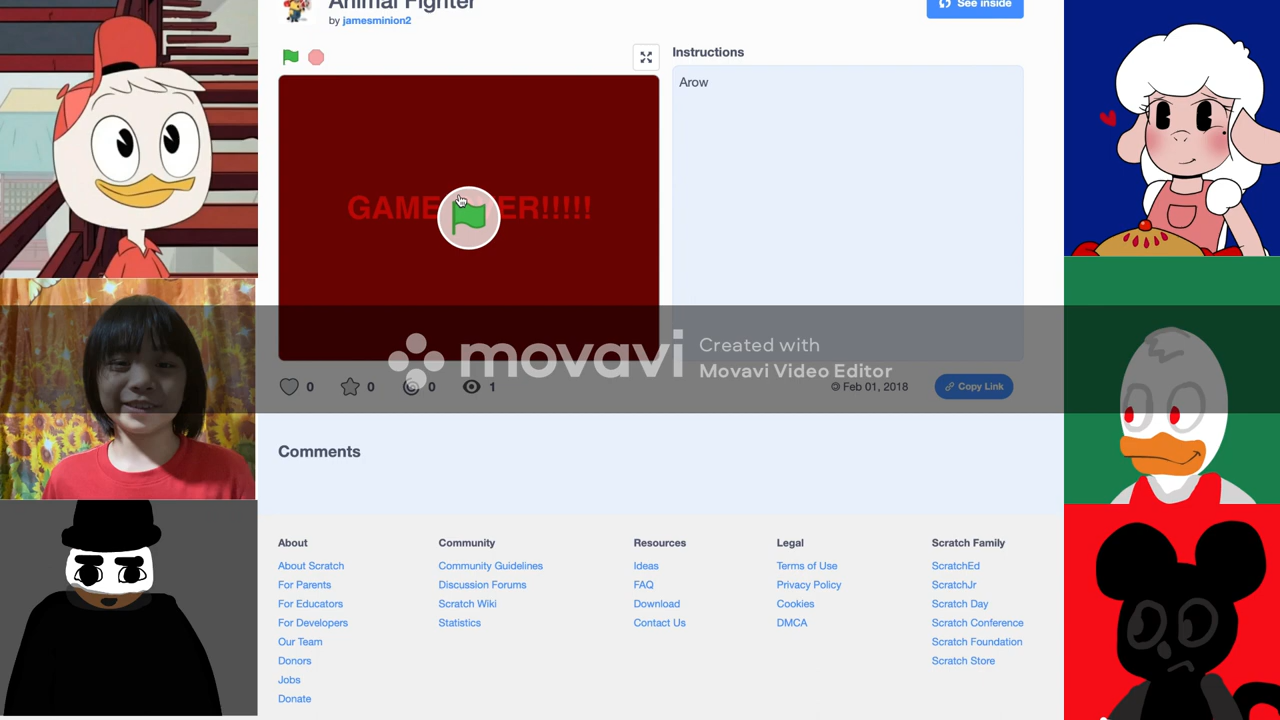 Animal Fighter
by jamesminion2
See inside
Instructions
Arow
GAME ER!!!!!
movavi
Created with
Movavi Video Editor
0
0
0
1
Feb 01, 2018
Copy Link
Comments
About
About Scratch
For Parents
For Educators
For Developers
Our Team
Donors
Jobs
Donate
Community
Community Guidelines
Discussion Forums
Scratch Wiki
Statistics
Resources
Ideas
FAQ
Download
Contact Us
Legal
Terms of Use
Privacy Policy
Cookies
DMCA
Scratch Family
ScratchEd
ScratchJr
Scratch Day
Scratch Conference
Scratch Foundation
Scratch Store